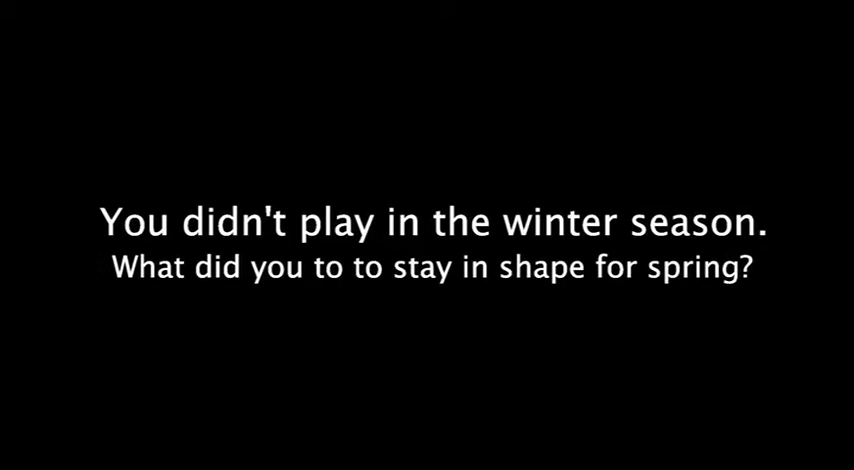 You didn't play in the winter season.
What did you to to stay in shape for spring?